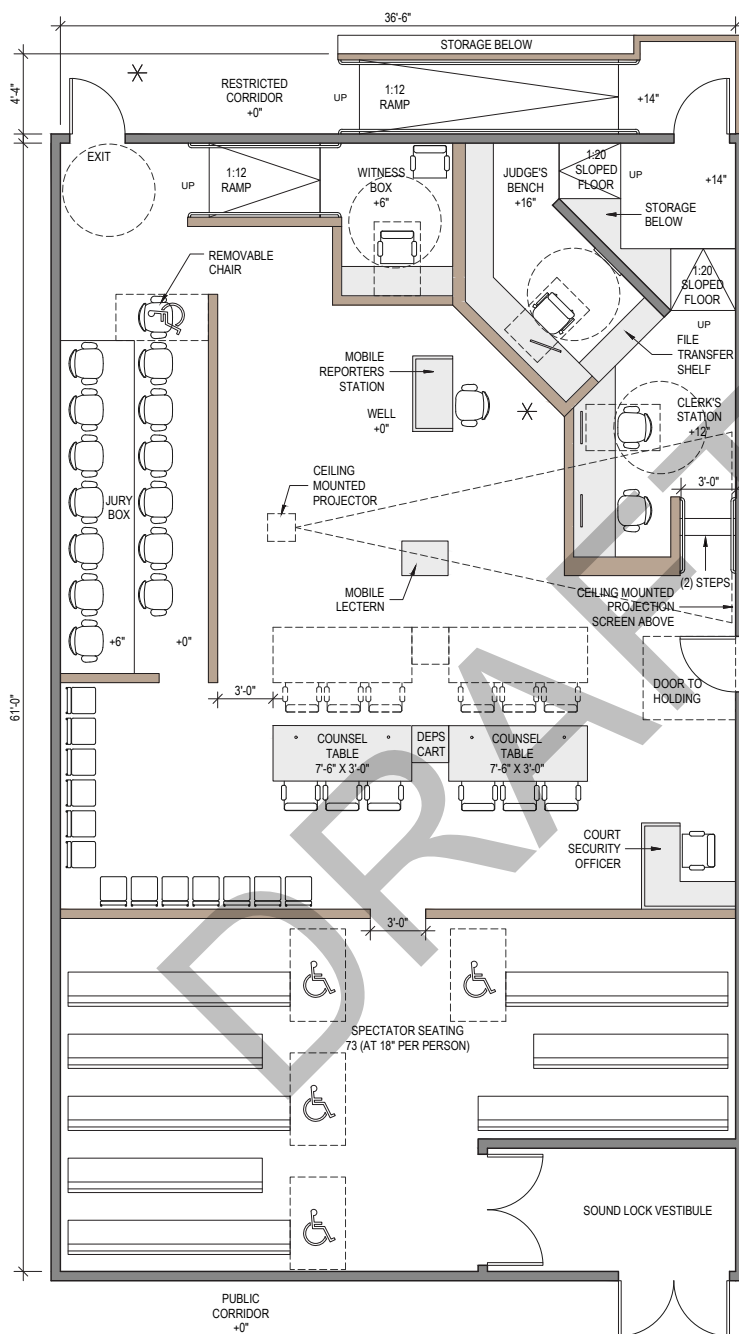 36'-6"
STORAGE BELOW
4'-4"
RESTRICTED
CORRIDOR
+0"
UP
1:12
RAMP
+14"
EXIT
UP
1:12
RAMP
WITNESS
BOX
+6"
JUDGE'S
BENCH
+16"
1:20
SLOPED
FLOOR
UP
+14"
STORAGE
BELOW
1:20
SLOPED
FLOOR
UP
REMOVABLE
CHAIR
FILE
TRANSFER
SHELF
MOBILE
REPORTERS
STATION
WELL
+0"
CLERK'S
STATION
+12"
CEILING
MOUNTED
PROJECTOR
3'-0"
JURY
BOX
MOBILE
LECTERN
(2) STEPS
CEILING MOUNTED
PROJECTION
SCREEN ABOVE
+6"
+0"
61'-0"
3'-0"
DOOR TO
HOLDING
COUNSEL
TABLE
7'-6" X 3'-0"
DEPS
CART
COUNSEL
TABLE
7'-6" X 3'-0"
COURT
SECURITY
OFFICER
3'-0"
SPECTATOR SEATING
73 (AT 18" PER PERSON)
SOUND LOCK VESTIBULE
PUBLIC
CORRIDOR
+0"
DRAFT